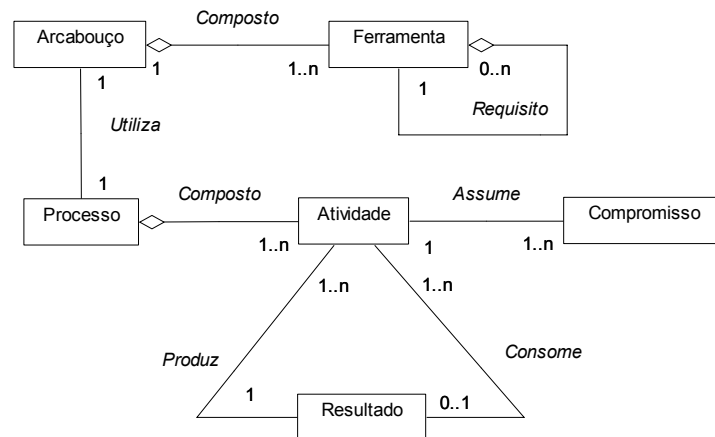 Composto
Arcabouço
Ferramenta
1
1
1..n
1
0..n
Requisito
Utiliza
1
Composto
Assume
Processo
Atividade
Compromisso
1..n
1
1..n
1..n
1..n
Produz
Consome
1
0..1
Resultado